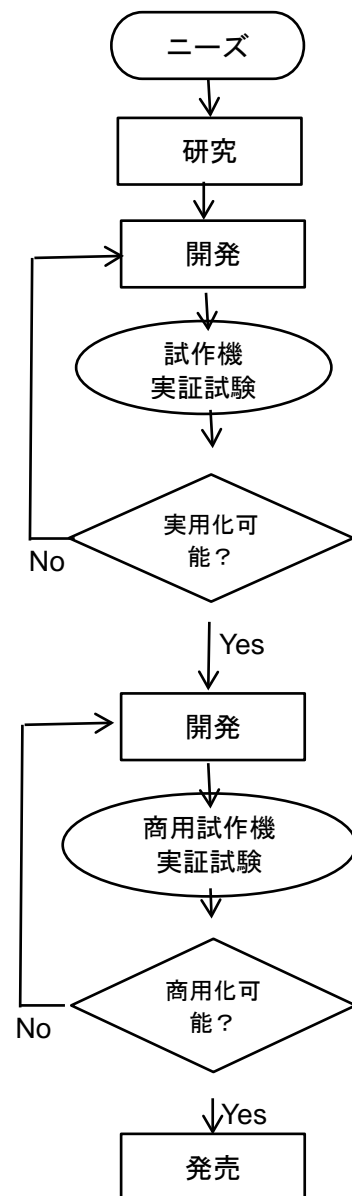 ニーズ
研究
開発
試作機
実証試験
実用化可
能？
No
Yes
開発
商用試作機
実証試験
商用化可
能？
No
Yes
発売